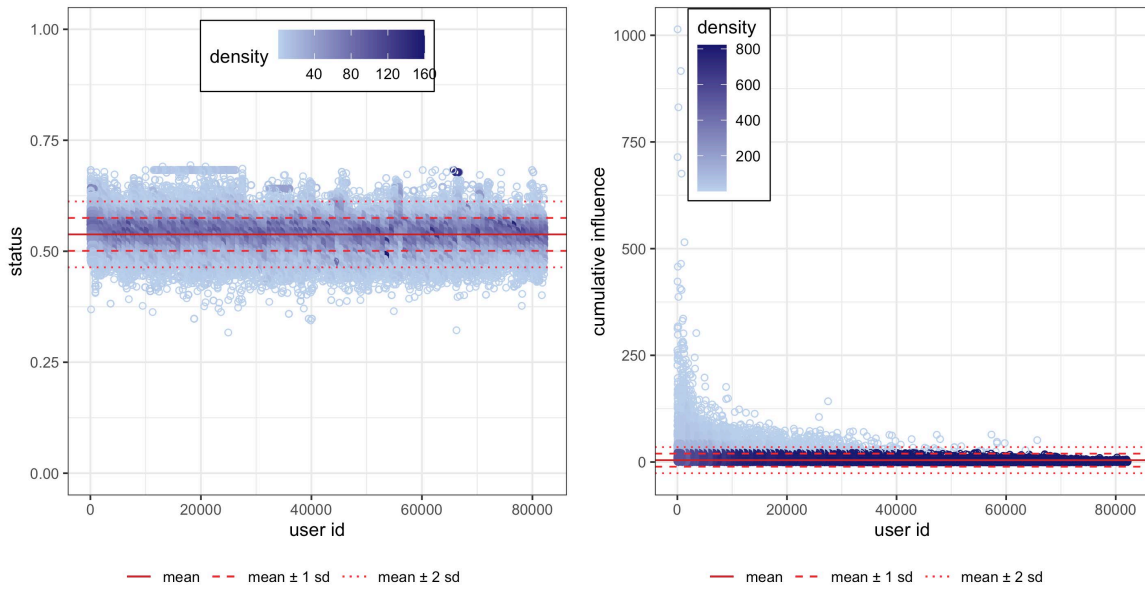 density
40 80 120 160
1.00
0.75
0.50
0.25
0.00
status
0 20000 40000 60000 80000
user id
mean mean ± 1 sd mean ± 2 sd
density
800
600
400
200
1000
750
500
250
0
cumulative influence
0 20000 40000 60000 80000
user id
mean mean ± 1 sd mean ± 2 sd